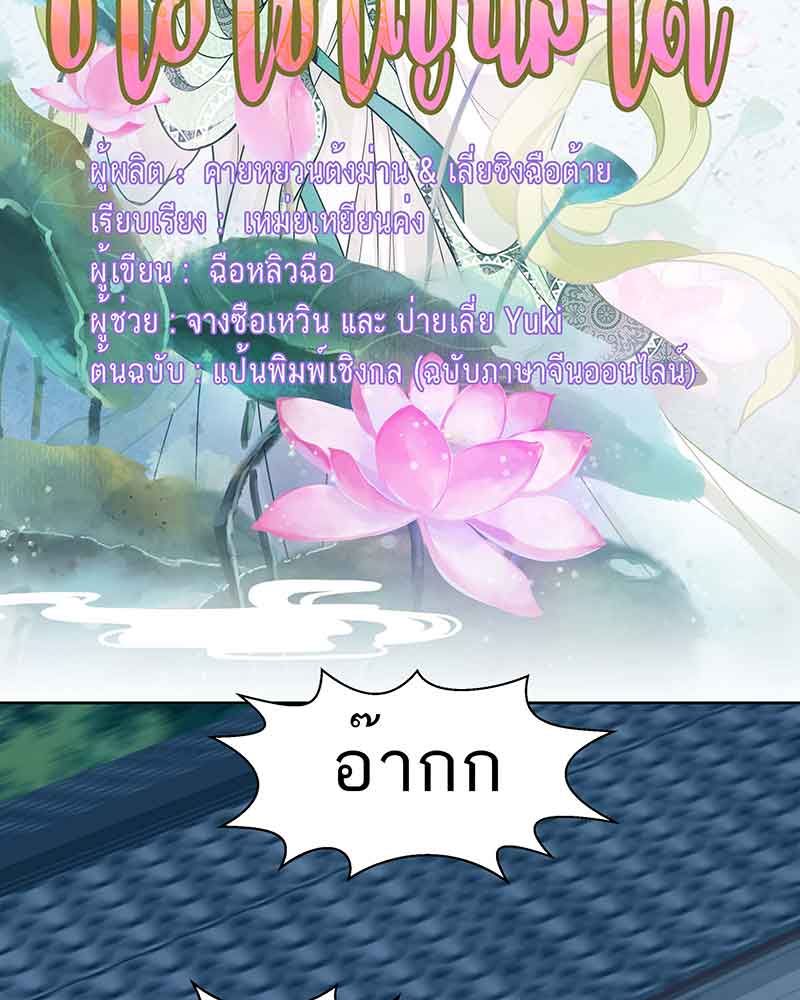 ผู้ผลิต : คายหยวนต้งม่าน & เลี่ยชิงฉือต้าย
เรียบเรียง : เหม่ยเหยียนค่ง
ผู้เขียน : ฉือหลิวฉือ
ผู้ช่วย : จางซือเหวิน และ ป่ายเลี่ย Yuki
ต้นฉบับ : แป้นพิมพ์เชิงกล (ฉบับภาษาจีนออนไลน์)
อ๊ากก